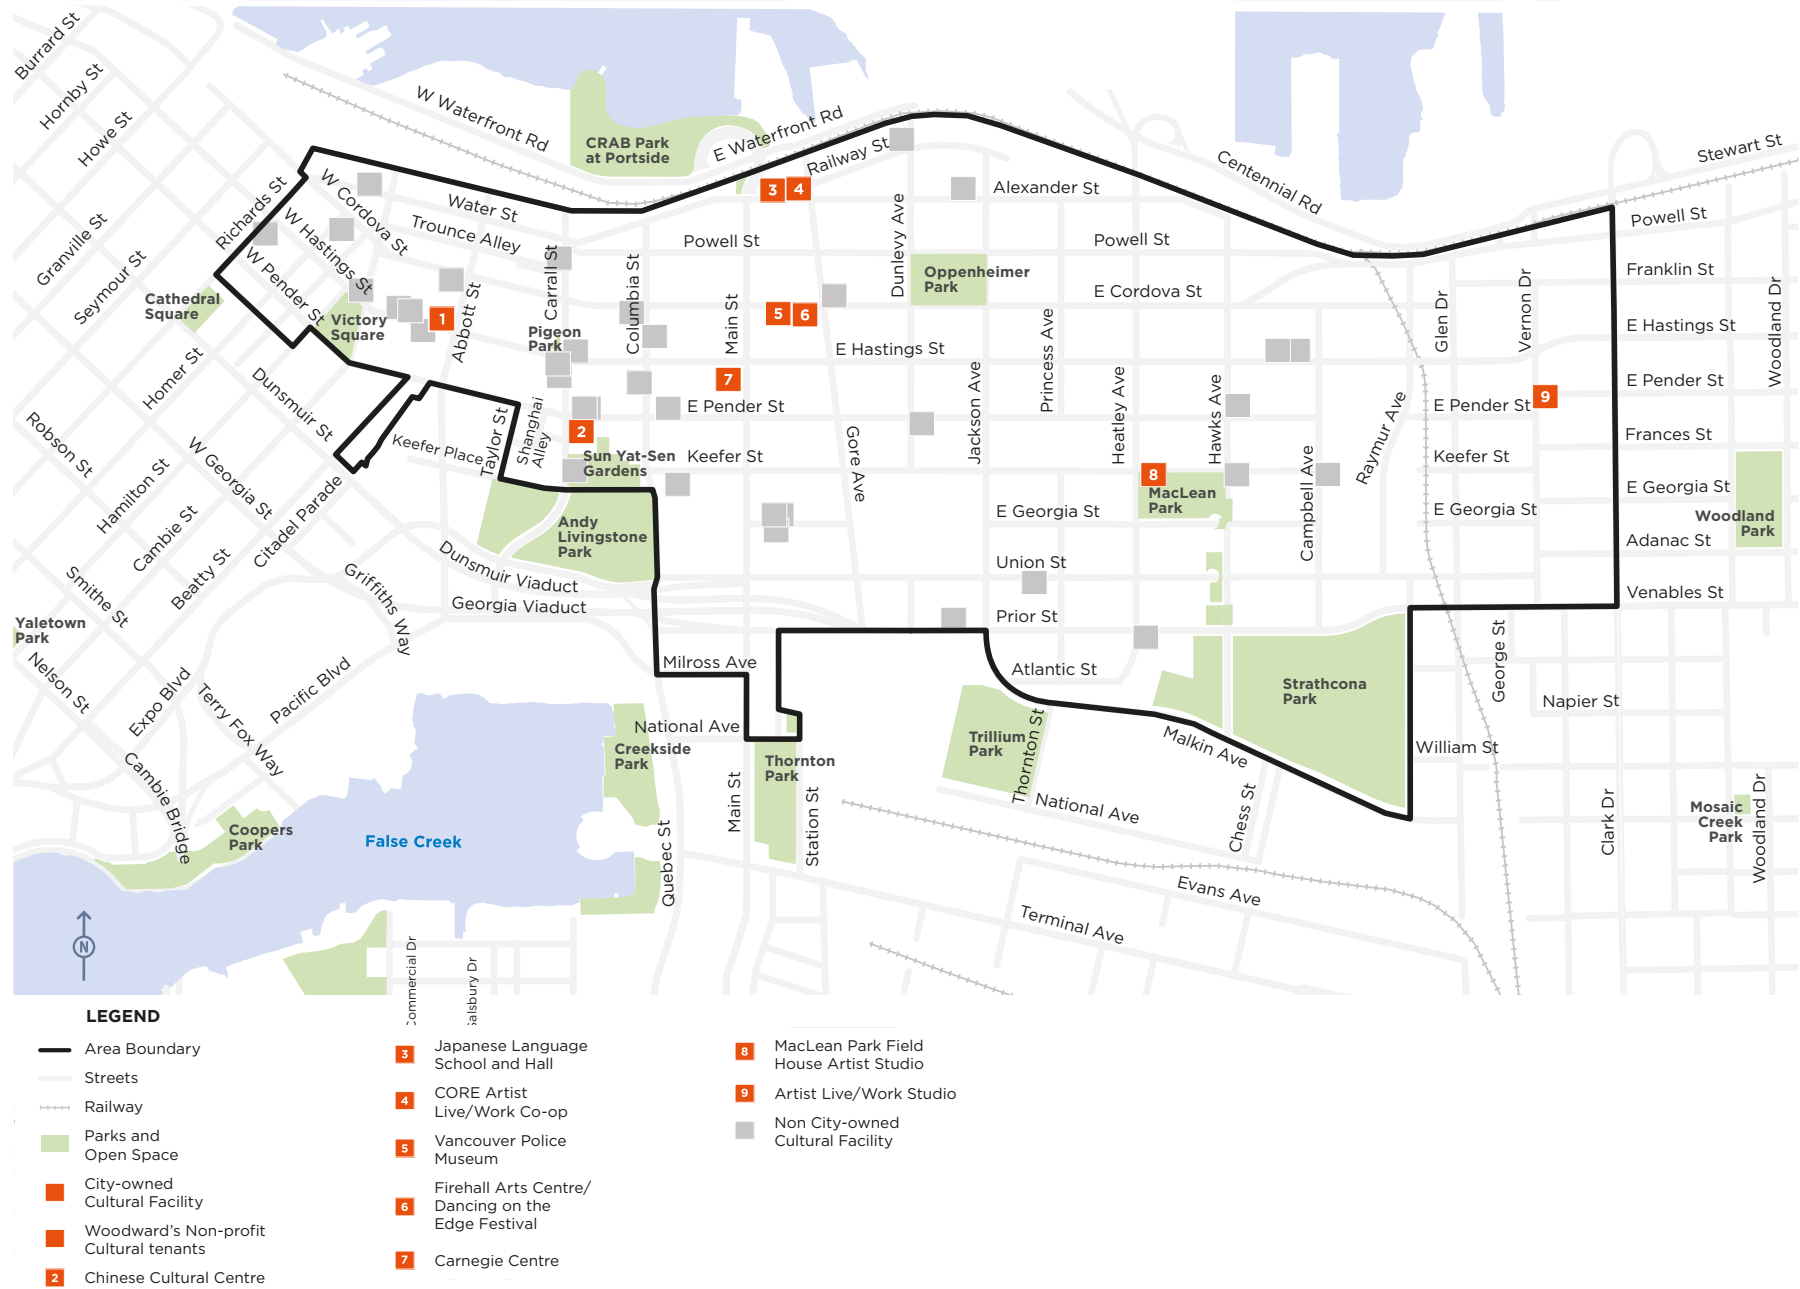 Burrard St
Hornby St
Howe St
Granville St
Seymour St
Richards St
W Cordova St
W Hastings St
W Pender St
Water St
Trounce Alley
W Waterfront Rd
CRAB Park
at Portside
E Waterfront Rd
Railway St
3
4
Alexander St
Centennial Rd
Stewart St
Powell St
Powell St
Powell St
Franklin St
Oppenheimer
Park
Dunlevy Ave
E Cordova St
E Hastings St
Carrall St
Columbia St
Main St
5
6
Cathedral
Square
Victory
Square
1
Abbott St
Pigeon
Park
E Hastings St
Princess Ave
Glen Dr
Vernon Dr
Woodland Dr
E Pender St
Homer St
Dunsmuir St
7
E Pender St
Jackson Ave
Heatley Ave
Hawks Ave
Raymur Ave
E Pender St
9
Frances St
Robson St
Hamilton St
W Georgia St
Keefer Place
Taylor St
Shanghai
Alley
2
Sun Yat-Sen
Gardens
Keefer St
Gore Ave
8
MacLean
Park
Campbell Ave
Keefer St
E Georgia St
Woodland
Park
Cambie St
Citadel Parade
Andy
Livingstone
Park
E Georgia St
E Georgia St
Adanac St
Beatty St
Dunsmuir Viaduct
Georgia Viaduct
Union St
Venables St
Smithe St
Griffiths Way
Prior St
Yaletown
Park
Nelson St
Expo Blvd
Terry Fox Way
Pacific Blvd
Milross Ave
Atlantic St
Strathcona
Park
George St
Napier St
National Ave
Creekside
Park
Thornton
Park
Trillium
Park
Thornton St
Malkin Ave
William St
Cambie Bridge
Coopers
Park
False Creek
Quebec St
Main St
Station St
National Ave
Chess St
Clark Dr
Mosaic
Creek
Park
Woodland Dr
Evans Ave
Terminal Ave
N
Commercial Dr
Salsbury Dr
LEGEND
Area Boundary
Streets
Railway
Parks and
Open Space
City-owned
Cultural Facility
Woodward's Non-profit
Cultural tenants
2 Chinese Cultural Centre
3 Japanese Language
School and Hall
4 CORE Artist
Live/Work Co-op
5 Vancouver Police
Museum
6 Firehall Arts Centre/
Dancing on the
Edge Festival
7 Carnegie Centre
8 MacLean Park Field
House Artist Studio
9 Artist Live/Work Studio
Non City-owned
Cultural Facility